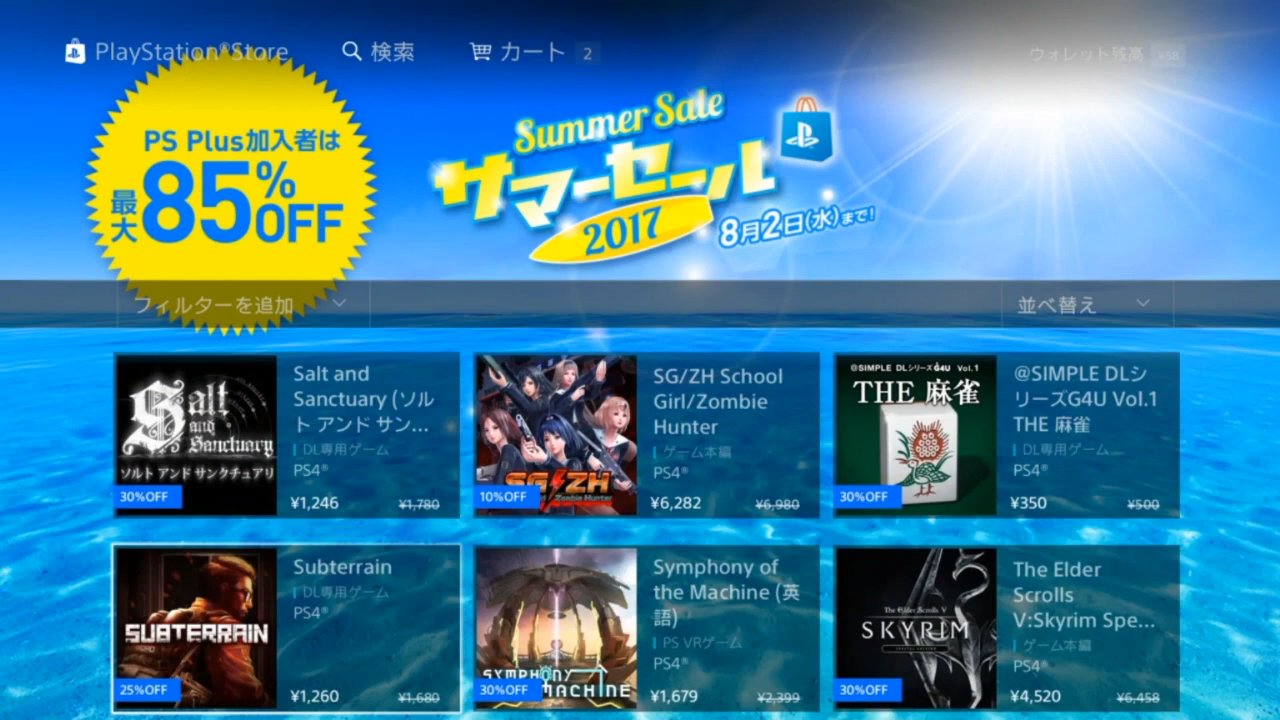 PlayStation®Store
検索
カート 2
ウォレット残高
PS Plus加入者は
最大85%OFF
Summer Sale
サマーセール
2017
8月2日(水)まで!
フィルターを追加
並べ替え
Salt and Sanctuary
ソルト アンド サンクチュアリ
30%OFF
Salt and
Sanctuary (ソル
ト アンド サン...
DL専用ゲーム
PS4®
¥1,246 ¥1,780
SG/ZH
Zombie Hunter
10%OFF
SG/ZH School
Girl/Zombie
Hunter
ゲーム本編
PS4®
¥6,282 ¥6,980
@SIMPLE DLシリーズG4U Vol.1
THE 麻雀
30%OFF
@SIMPLE DLシ
リーズG4U Vol.1
THE 麻雀
DL専用ゲーム
PS4®
¥350 ¥500
SUBTERRAIN
25%OFF
Subterrain
DL専用ゲーム
PS4®
¥1,260 ¥1,680
SYMPHONY
MACHINE
30%OFF
Symphony of
the Machine (英
語)
PS VRゲーム
PS4®
¥1,679 ¥2,399
The Elder Scrolls V
SKYRIM
SPECIAL EDITION
30%OFF
The Elder
Scrolls
V:Skyrim Spe...
ゲーム本編
PS4®
¥4,520 ¥6,458